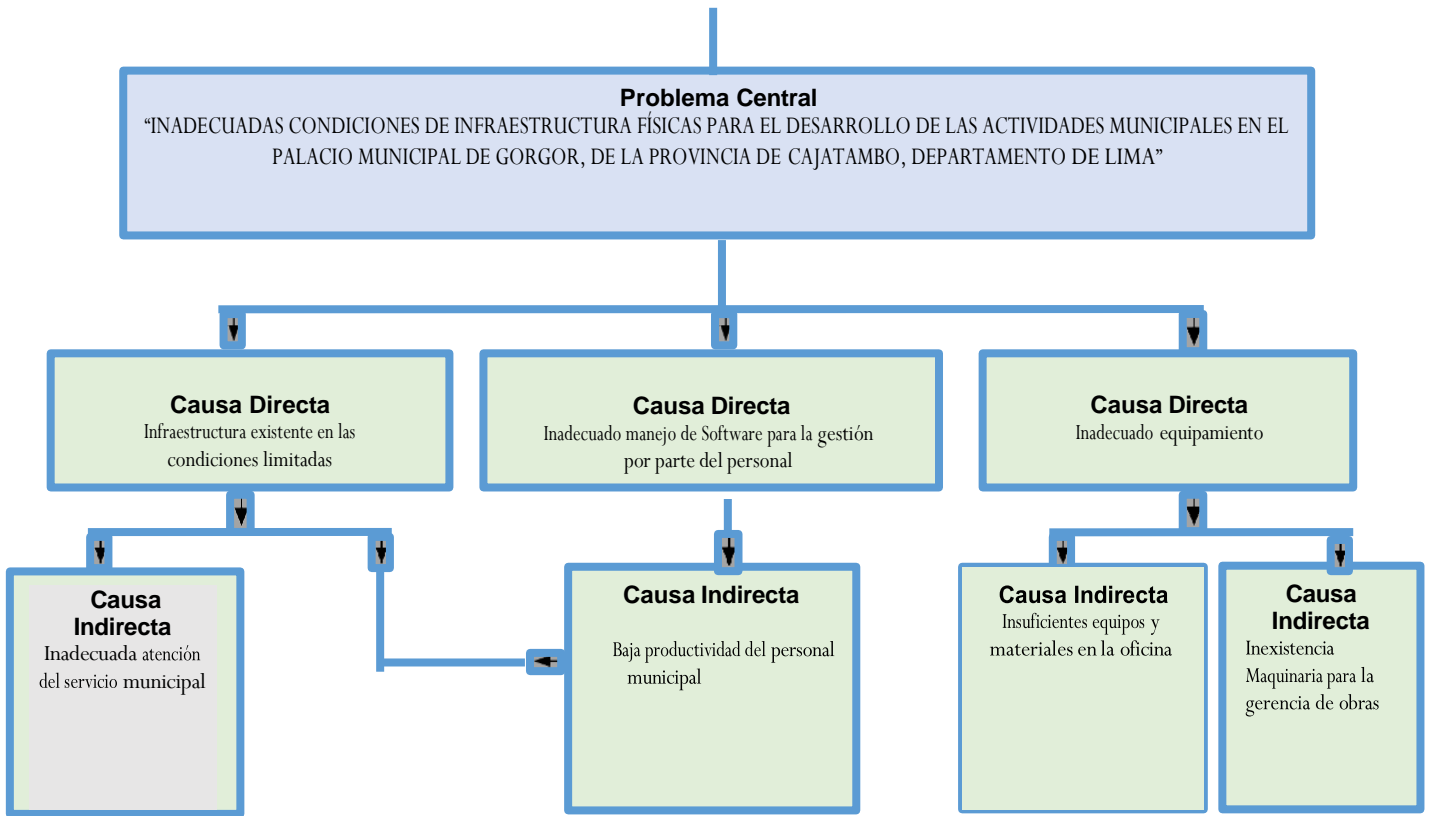 Problema Central
“INADECUADAS CONDICIONES DE INFRAESTRUCTURA FÍSICAS PARA EL DESARROLLO DE LAS ACTIVIDADES MUNICIPALES EN EL
PALACIO MUNICIPAL DE GORGOR, DE LA PROVINCIA DE CAJATAMBO, DEPARTAMENTO DE LIMA”
Causa Directa
Infraestructura existente en las
condiciones limitadas
Causa Directa
Inadecuado manejo de Software para la gestión
por parte del personal
Causa Directa
Inadecuado equipamiento
Causa
Indirecta
Inadecuada atención
del servicio municipal
Causa Indirecta
Baja productividad del personal
municipal
Causa Indirecta
Insuficientes equipos y
materiales en la oficina
Causa
Indirecta
Inexistencia
Maquinaria para la
gerencia de obras